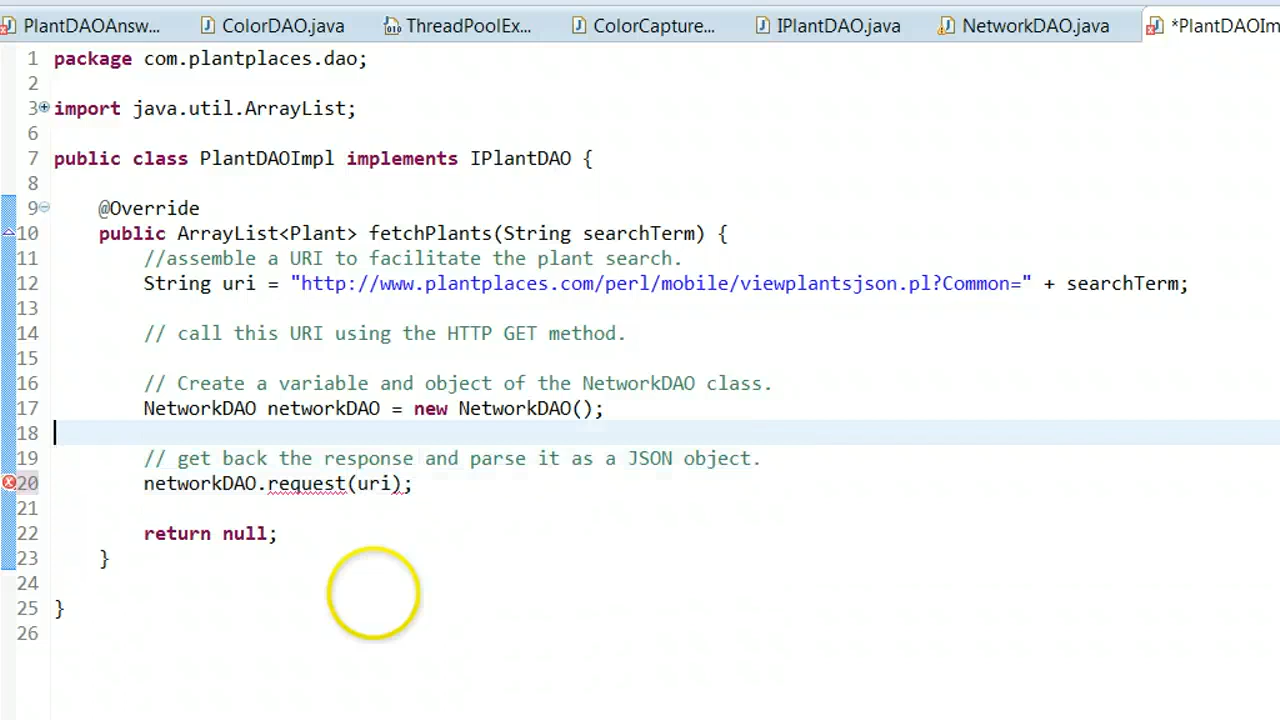 PlantDAOAnsw... ColorDAO.java ThreadPoolEx... ColorCapture... IPlantDAO.java NetworkDAO.java *PlantDAOIm
1 package com.plantplaces.dao;
2
3 import java.util.ArrayList;
6
7 public class PlantDAOImpl implements IPlantDAO {
8
9 @Override
10 public ArrayList<Plant> fetchPlants(String searchTerm) {
11 //assemble a URI to facilitate the plant search.
12 String uri = "http://www.plantplaces.com/perl/mobile/viewplantsjson.pl?Common=" + searchTerm;
13
14 // call this URI using the HTTP GET method.
15
16 // Create a variable and object of the NetworkDAO class.
17 NetworkDAO networkDAO = new NetworkDAO();
18
19 // get back the response and parse it as a JSON object.
20 networkDAO.request(uri);
21
22 return null;
23 }
24
25 }
26